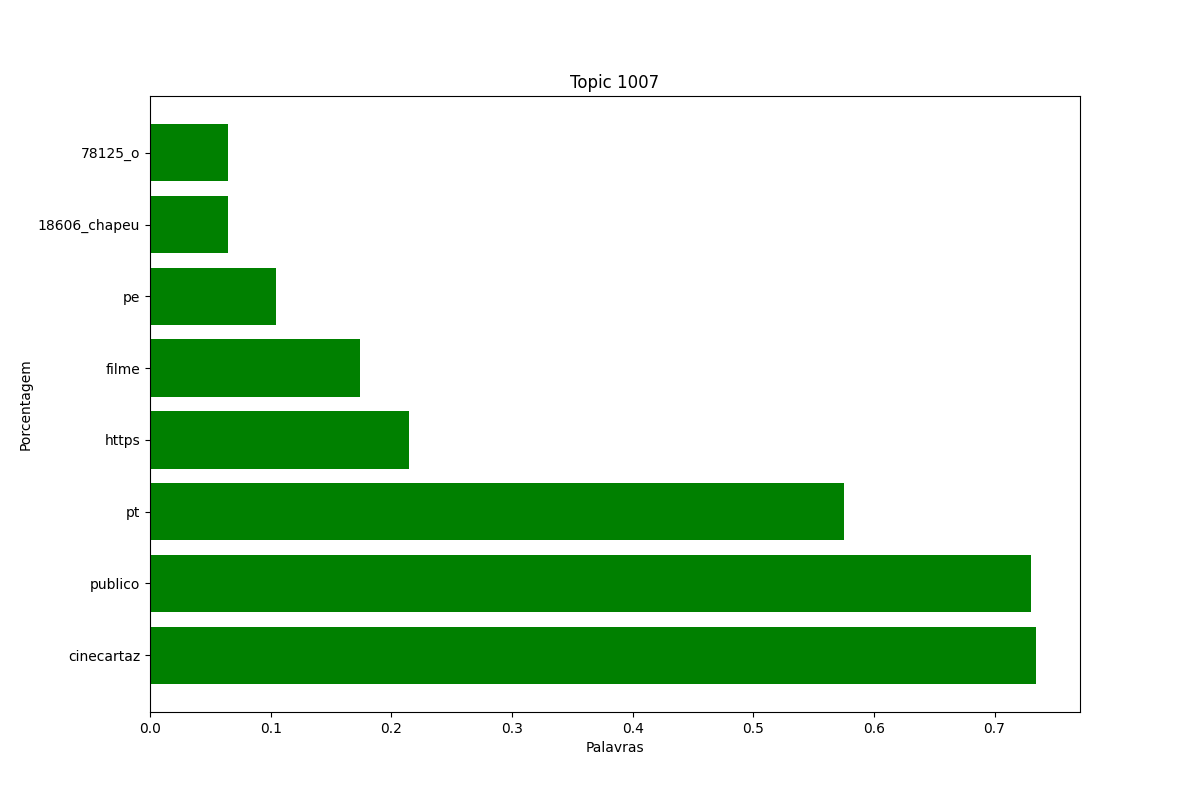 Topic 1007
Porcentagem
78125_o
18606_chapeu
pe
filme
https
pt
publico
cinecartaz
0.0 0.1 0.2 0.3 0.4 0.5 0.6 0.7
Palavras